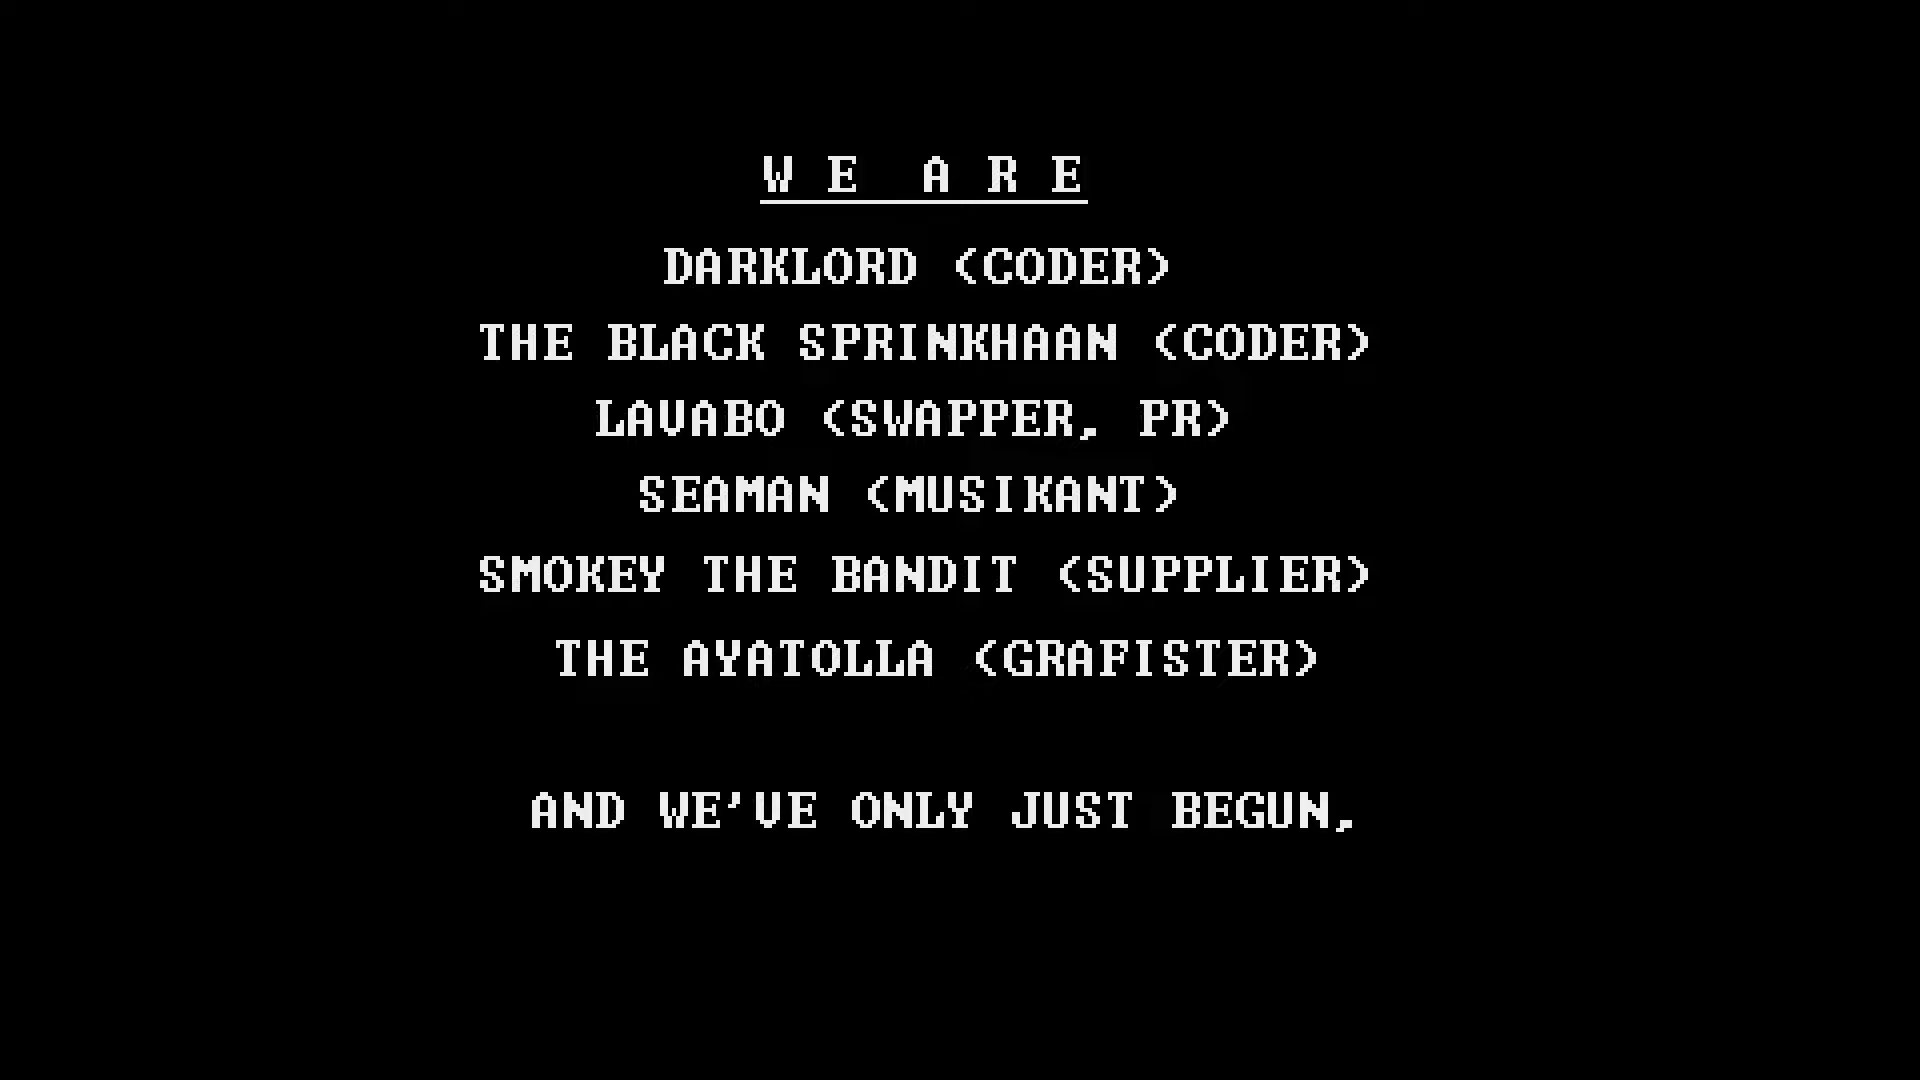 W E  A R E
DARKLORD (CODER)
THE BLACK SPRINKHAAN (CODER)
LAVABO (SWAPPER, PR)
SEAMAN (MUSIKANT)
SMOKEY THE BANDIT (SUPPLIER)
THE AYATOLLA (GRAFISTER)
AND WE'VE ONLY JUST BEGUN,